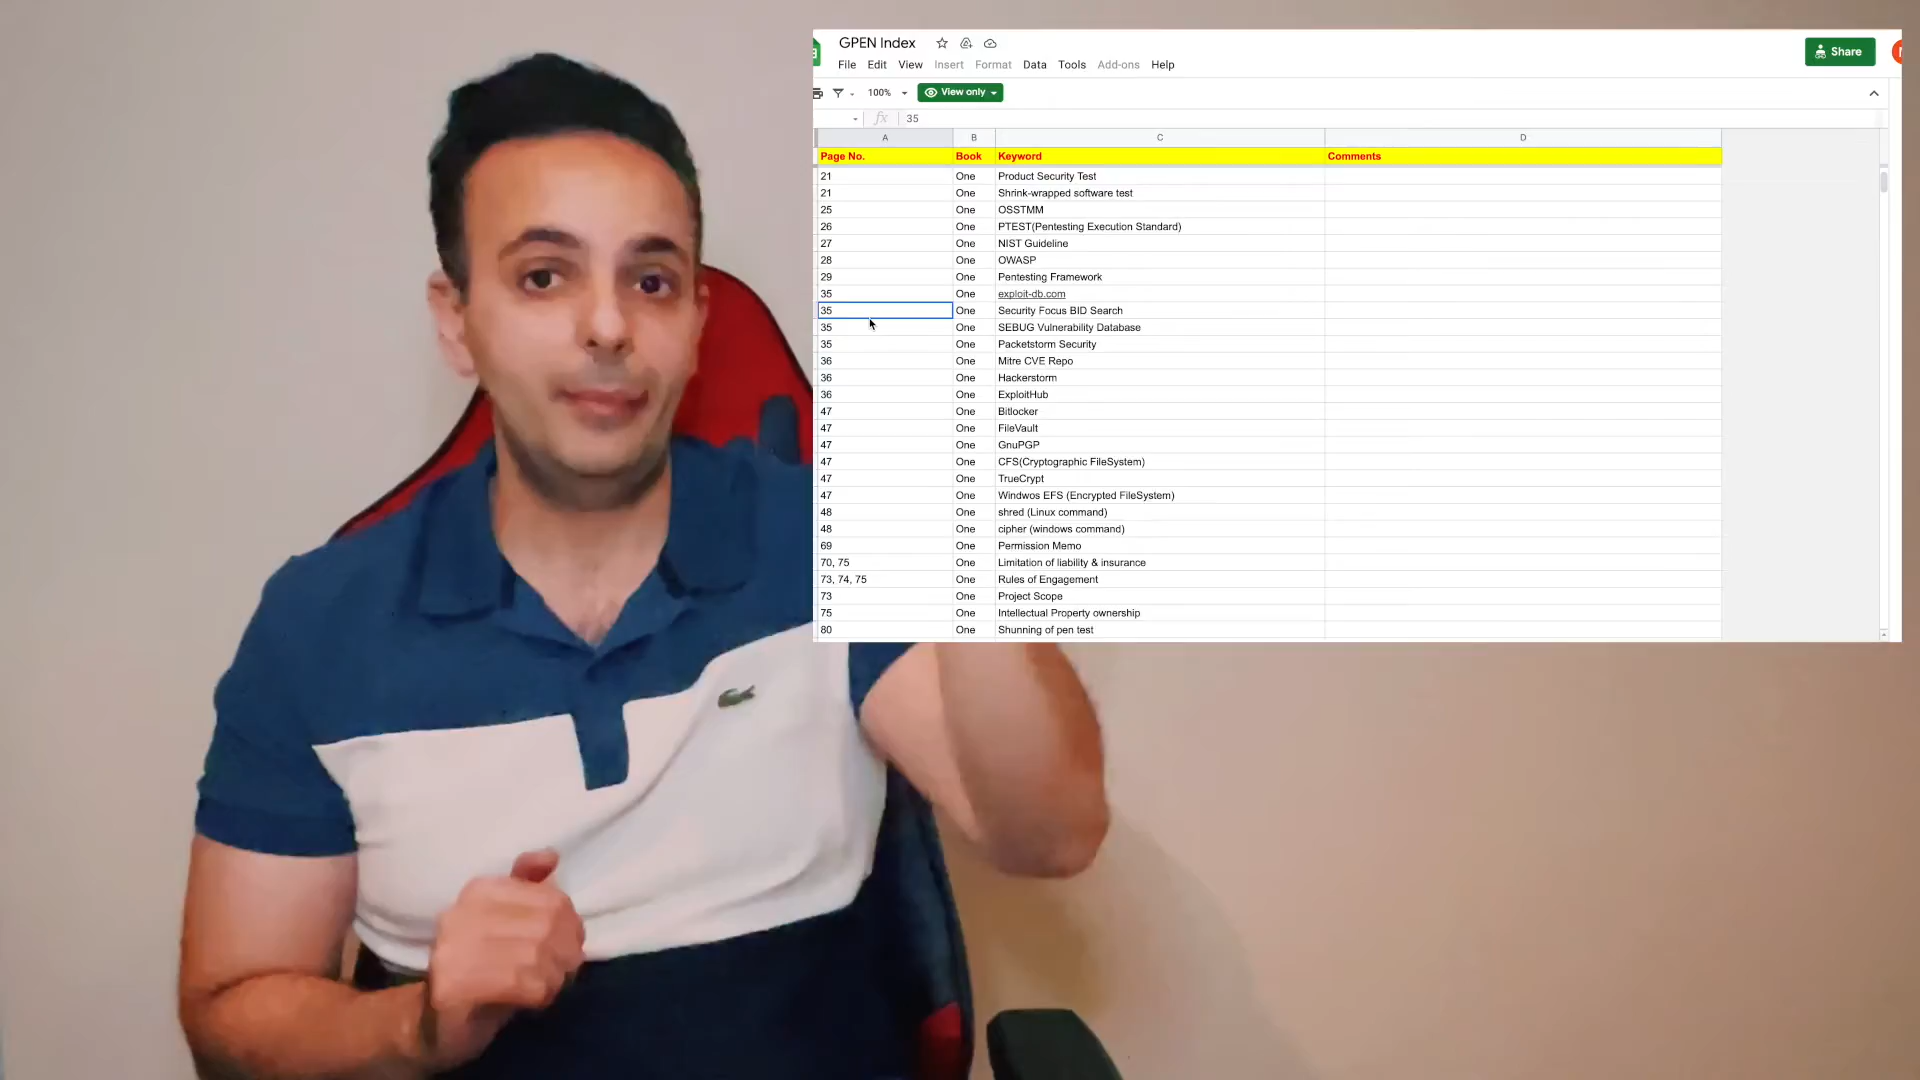 GPEN Index
Share
File Edit View Insert Format Data Tools Add-ons Help
100% View only
fx 35
A B C D
Page No. Book Keyword Comments
21 One Product Security Test
21 One Shrink-wrapped software test
25 One OSSTMM
26 One PTEST(Pentesting Execution Standard)
27 One NIST Guideline
28 One OWASP
29 One Pentesting Framework
35 One exploit-db.com
35 One Security Focus BID Search
35 One SEBUG Vulnerability Database
35 One Packetstorm Security
36 One Mitre CVE Repo
36 One Hackerstorm
36 One ExploitHub
47 One Bitlocker
47 One FileVault
47 One GnuPGP
47 One CFS(Cryptographic FileSystem)
47 One TrueCrypt
47 One Windwos EFS (Encrypted FileSystem)
48 One shred (Linux command)
48 One cipher (windows command)
69 One Permission Memo
70, 75 One Limitation of liability & insurance
73, 74, 75 One Rules of Engagement
73 One Project Scope
75 One Intellectual Property ownership
80 One Shunning of pen test